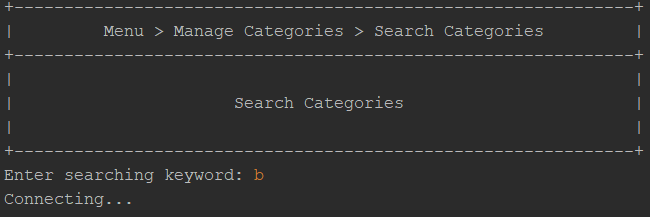 +--------------------------------------------------------------+
|         Menu > Manage Categories > Search Categories         |
+--------------------------------------------------------------+
|                                                              |
|                      Search Categories                       |
|                                                              |
+--------------------------------------------------------------+
Enter searching keyword: b
Connecting...